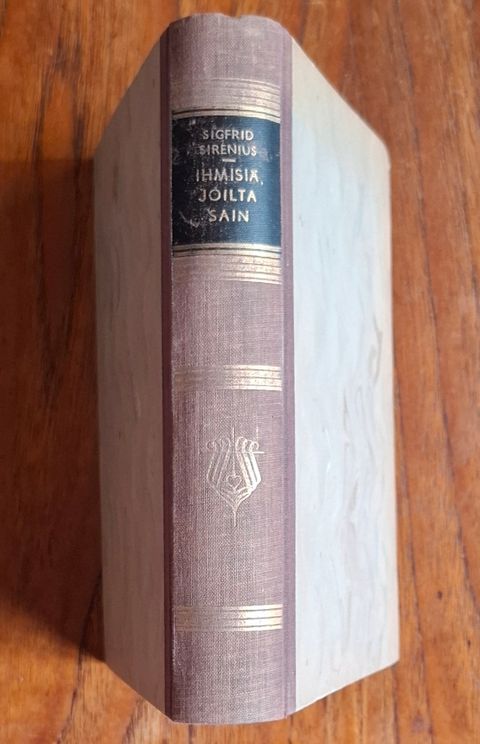 SIGFRID
SIRENIUS
IHMISIÄ,
JOILTA
SAIN